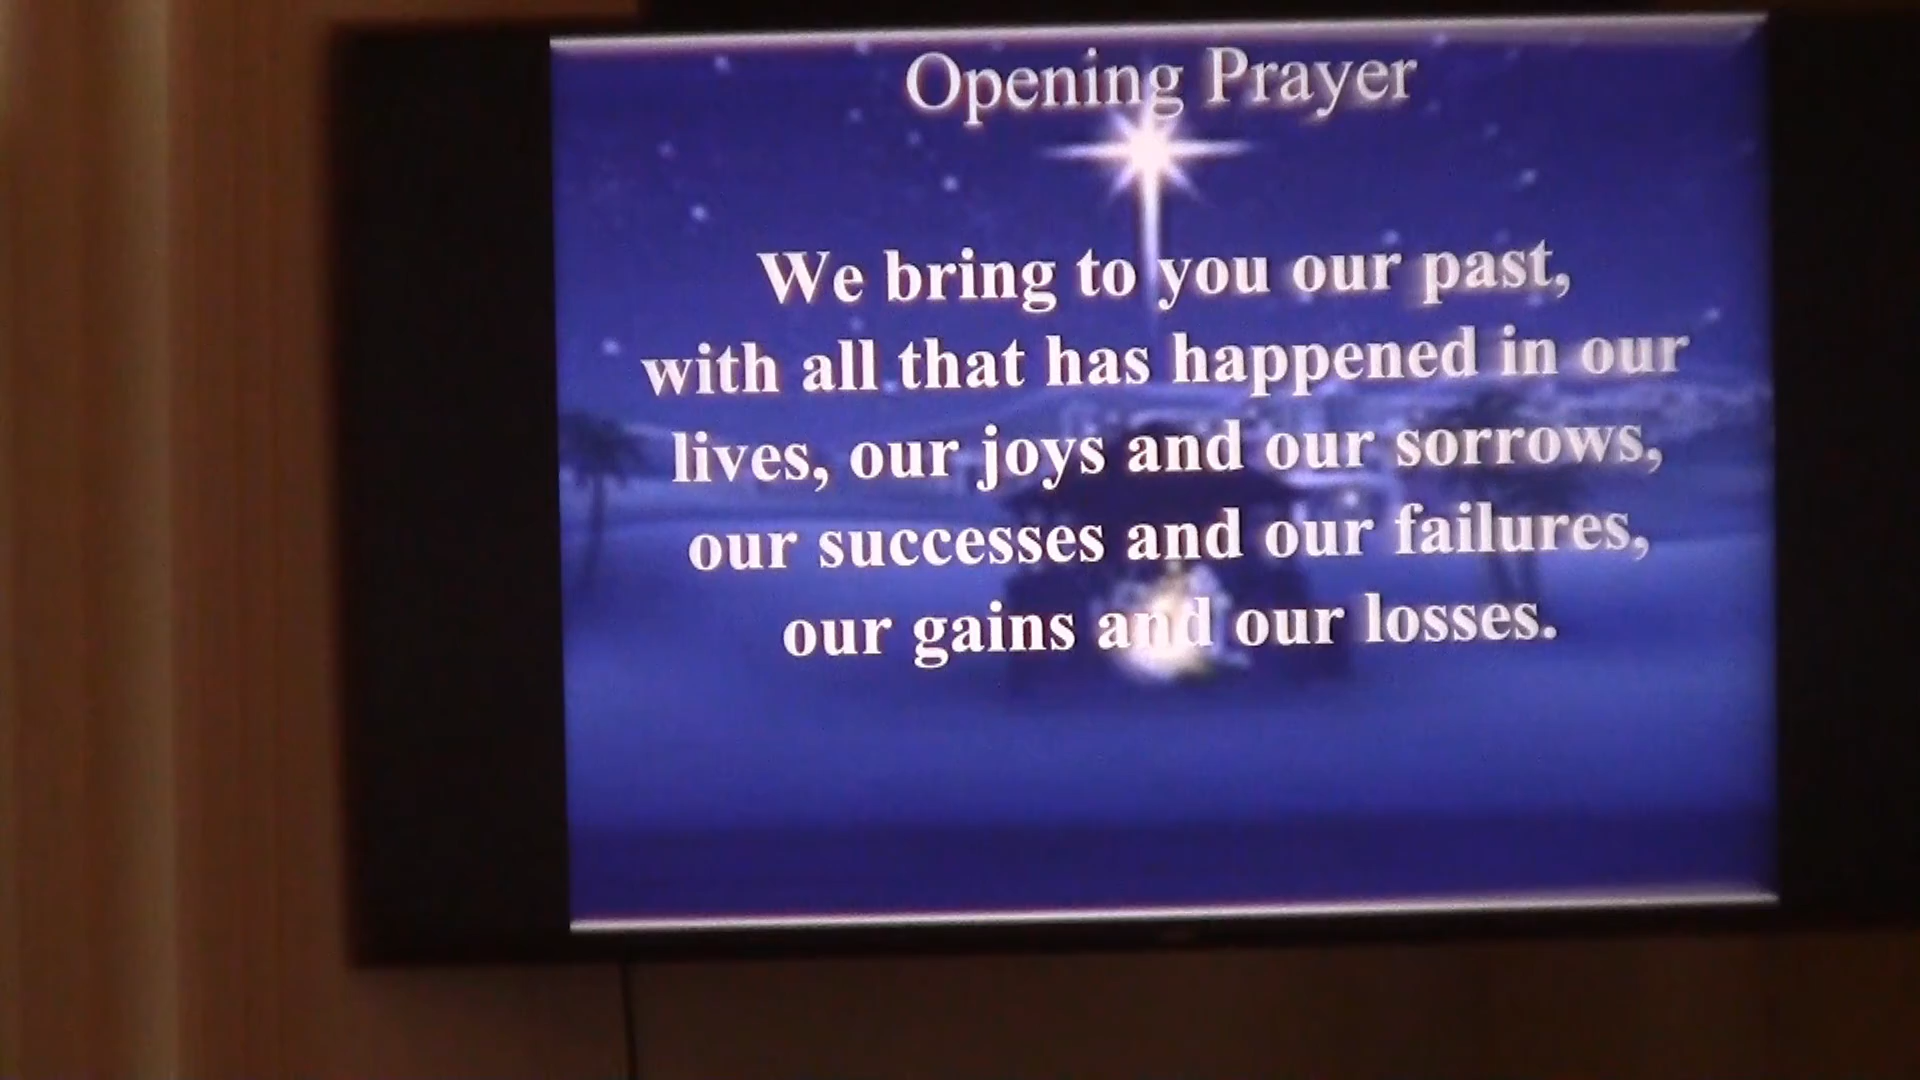 Opening Prayer
We bring to you our past,
with all that has happened in our
lives, our joys and our sorrows,
our successes and our failures,
our gains and our losses.